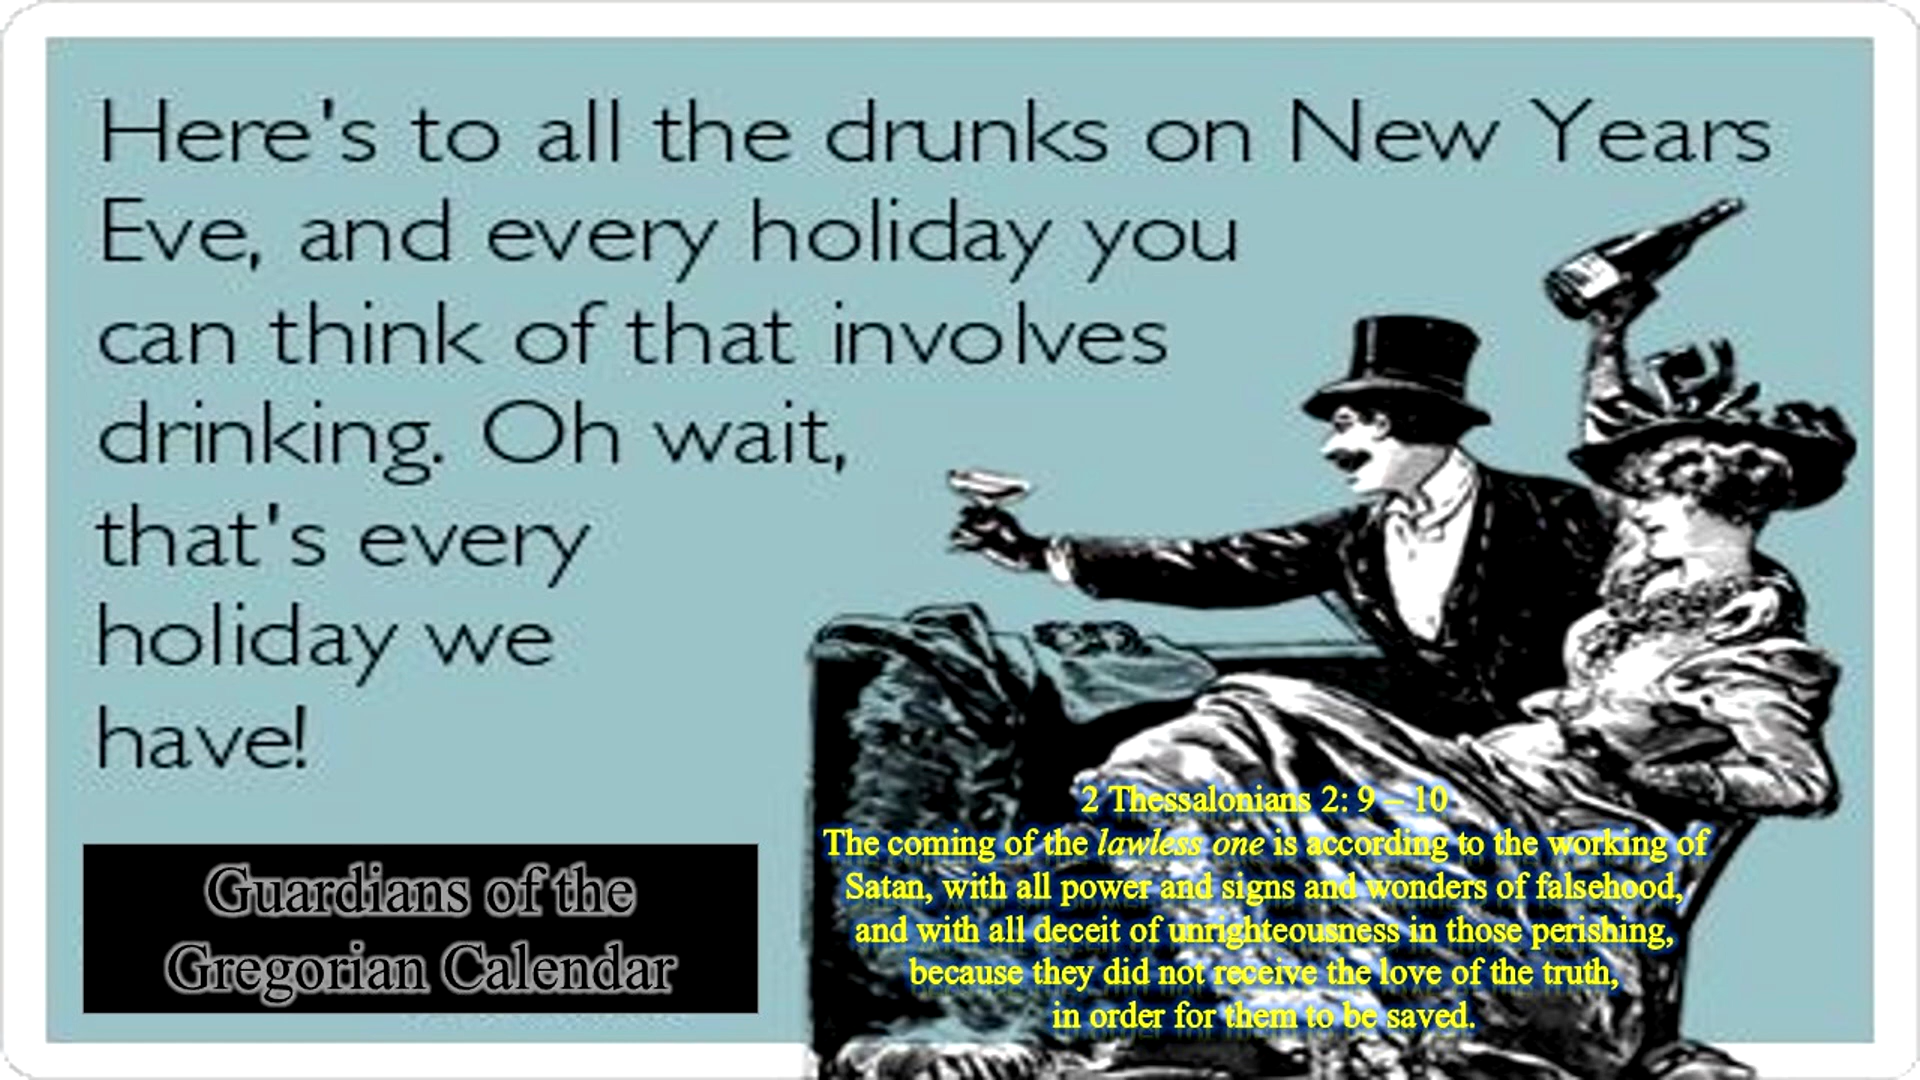 Here's to all the drunks on New Years
Eve, and every holiday you
can think of that involves
drinking. Oh wait,
that's every
holiday we
have!
Guardians of the
Gregorian Calendar
2 Thessalonians 2: 9 – 10
The coming of the lawless one is according to the working of
Satan, with all power and signs and wonders of falsehood,
and with all deceit of unrighteousness in those perishing,
because they did not receive the love of the truth,
in order for them to be saved.